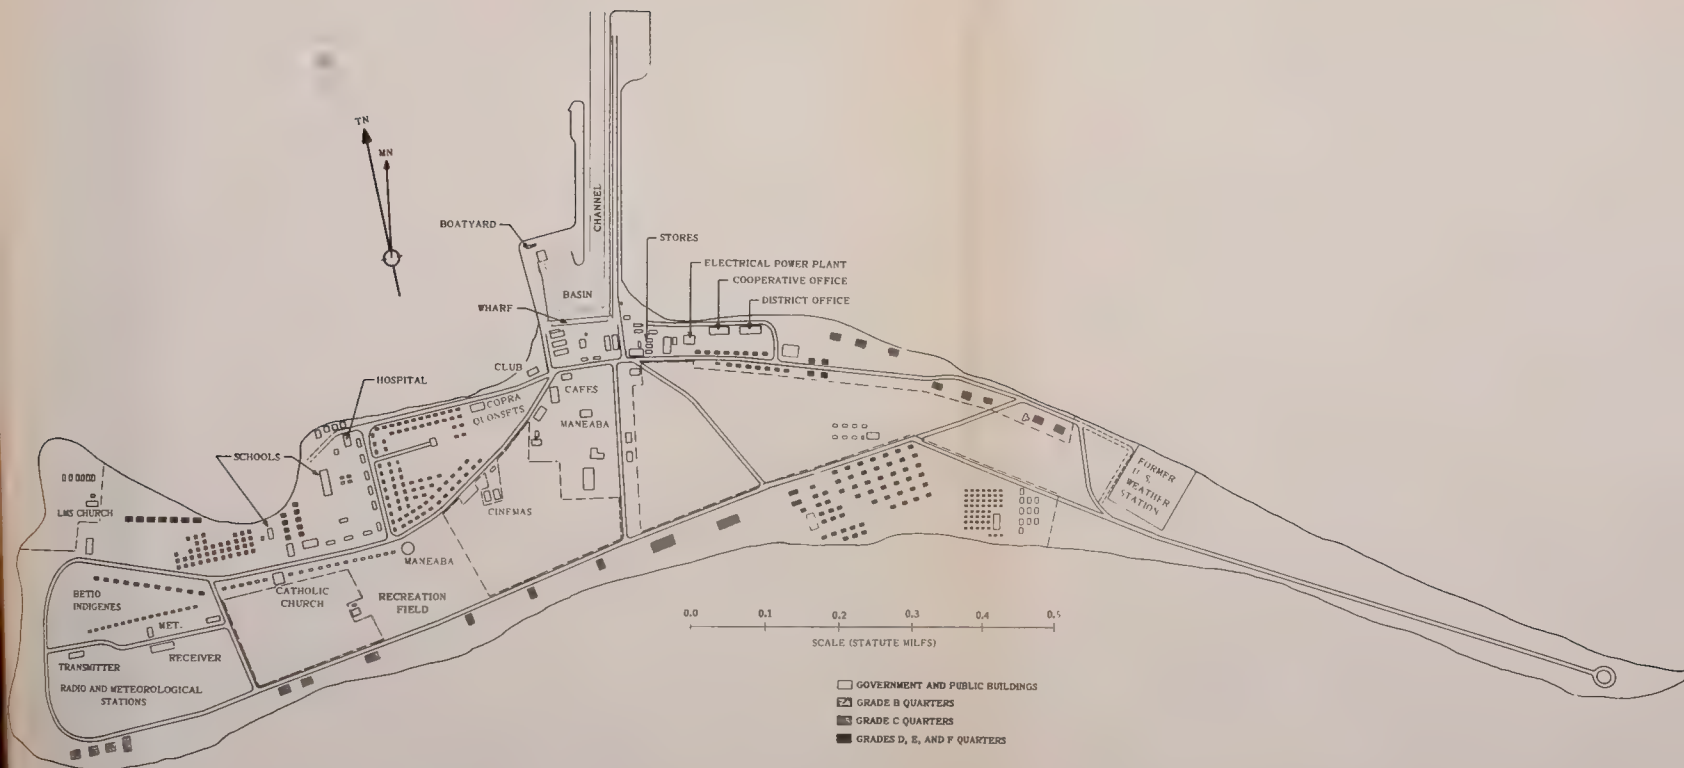 TN
MN
CHANNEL
BOATYARD
STORES
ELECTRICAL POWER PLANT
COOPERATIVE OFFICE
DISTRICT OFFICE
BASIN
WHARF
CLUB
HOSPITAL
CAFES
COPRA
QUONSETS
MANEABA
SCHOOLS
FORMER
U S
WEATHER
STATION
LMS CHURCH
CINEMAS
MANEABA
CATHOLIC
CHURCH
RECREATION
FIELD
BETIO
INDIGENES
MET.
RECEIVER
TRANSMITTER
RADIO AND METEOROLOGICAL
STATIONS
0.0 0.1 0.2 0.3 0.4 0.5
SCALE (STATUTE MILES)
GOVERNMENT AND PUBLIC BUILDINGS
GRADE B QUARTERS
GRADE C QUARTERS
GRADES D, E, AND F QUARTERS